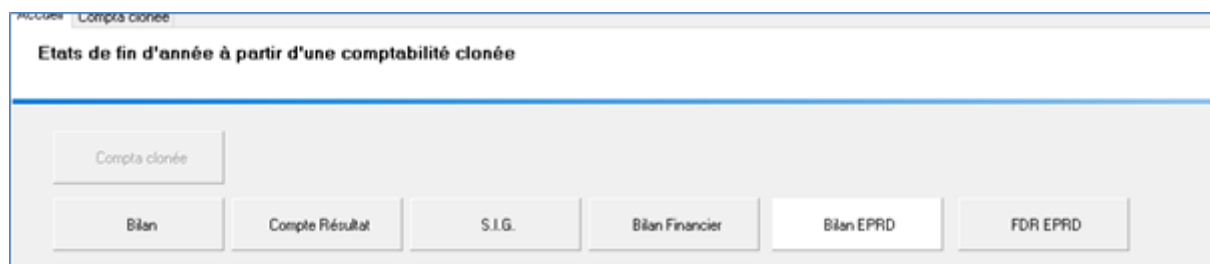 Accueil Compta clonée
Etats de fin d'année à partir d'une comptabilité clonée
Compta clonée
Bilan Compte Résultat S.I.G. Bilan Financier Bilan EPRD FDR EPRD